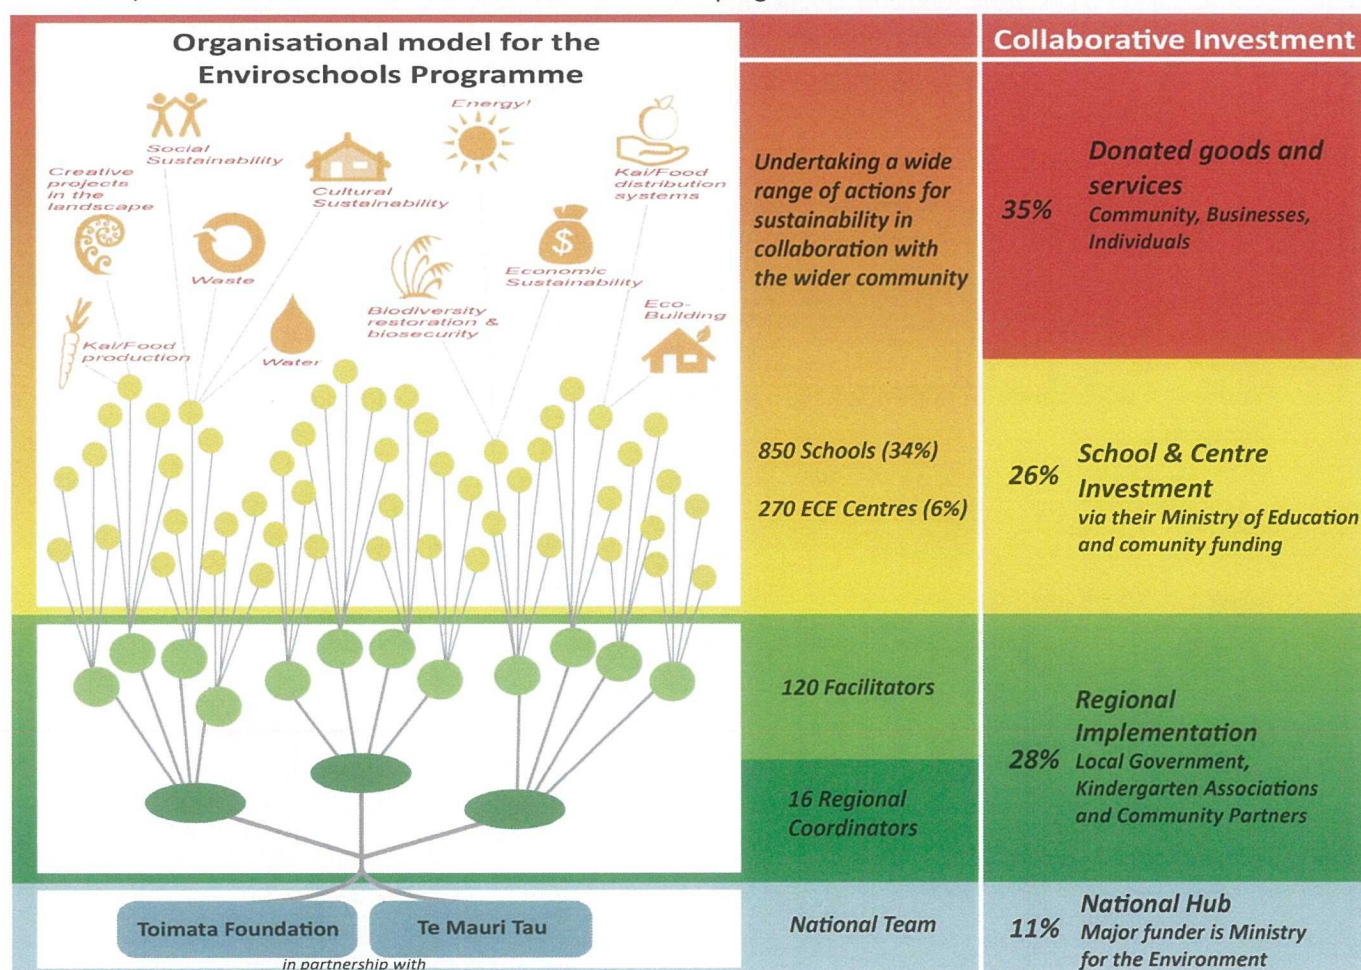 Organisational model for the
Enviroschools Programme
Energy!
Social
Sustainability
Creative
projects
in the
landscape
Cultural
Sustainability
Kai/Food
distribution
systems
Waste
Economic
Sustainability
Biodiversity
restoration &
biosecurity
Eco-
Building
Kai/Food
production
Water
Toimata Foundation
Te Mauri Tau
in partnership with
Undertaking a wide
range of actions for
sustainability in
collaboration with
the wider community
850 Schools (34%)
270 ECE Centres (6%)
120 Facilitators
16 Regional
Coordinators
National Team
Collaborative Investment
35%
Donated goods and
services
Community, Businesses,
Individuals
26%
School & Centre
Investment
via their Ministry of Education
and comunity funding
28%
Regional
Implementation
Local Government,
Kindergarten Associations
and Community Partners
11%
National Hub
Major funder is Ministry
for the Environment